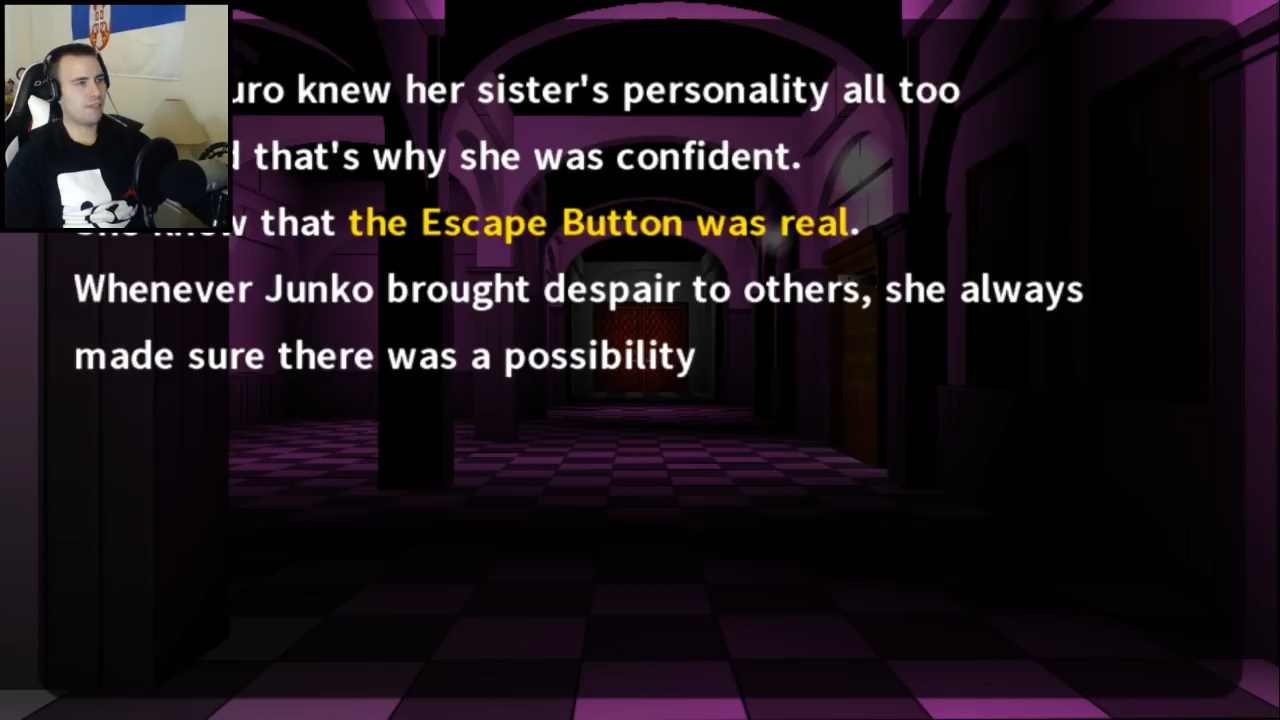 knew her sister's personality all too
that's why she was confident.
that the Escape Button was real.
Whenever Junko brought despair to others, she always
made sure there was a possibility